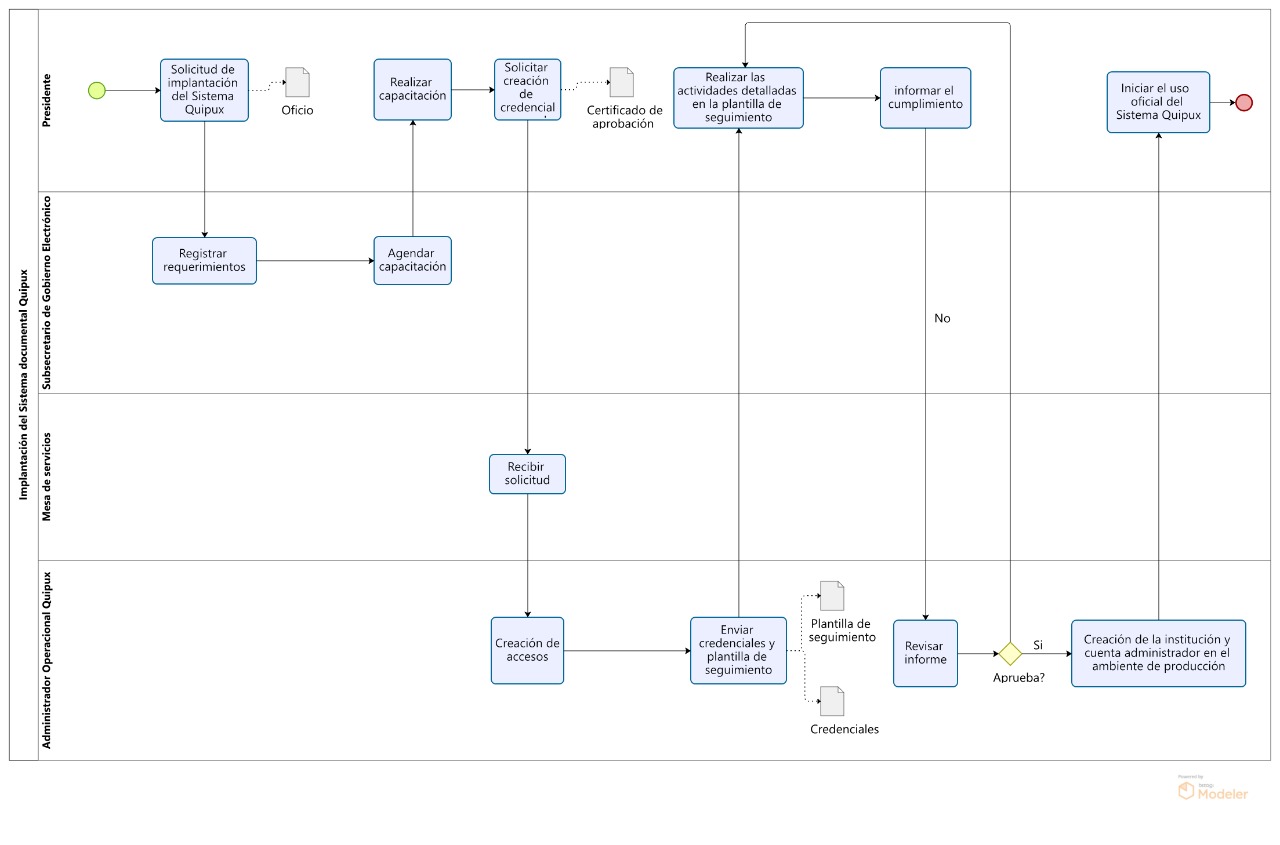 Implantación del Sistema documental Quipux
Presidente
Solicitud de
implantación
del Sistema
Quipux
Oficio
Realizar
capacitación
Solicitar
creación
de
credencial
Certificado de
aprobación
Realizar las
actividades detalladas
en la plantilla de
seguimiento
informar el
cumplimiento
Iniciar el uso
oficial del
Sistema Quipux
Subsecretario de Gobierno Electrónico
Registrar
requerimientos
Agendar
capacitación
No
Mesa de servicios
Recibir
solicitud
Administrador Operacional Quipux
Creación de
accesos
Enviar
credenciales y
plantilla de
seguimiento
Plantilla de
seguimiento
Credenciales
Revisar
informe
Aprueba?
Si
Creación de la institución y
cuenta administrador en el
ambiente de producción
Powered by
Modeler